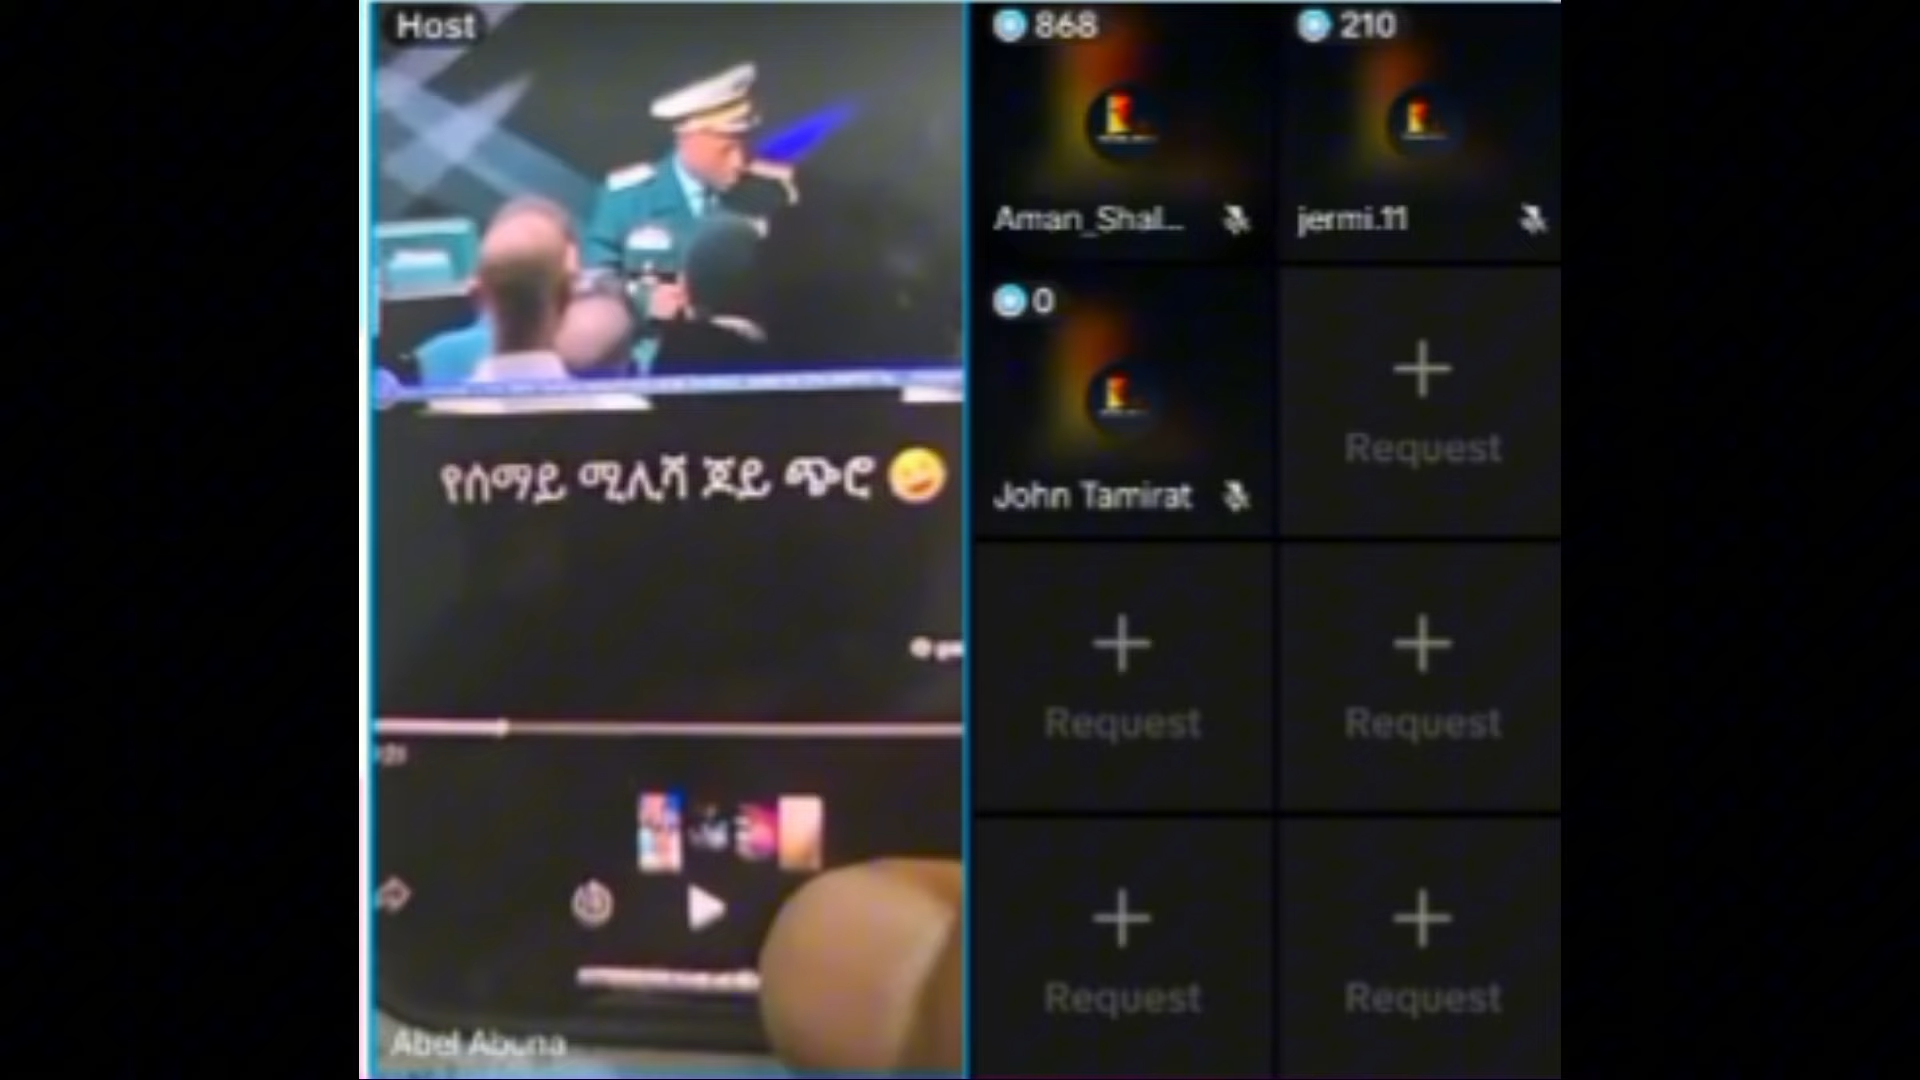 Host
868
210
Aman_Shal...
jermi.11
0
John Tamirat
Request
የሰማይ ሚሊሻ ጆይ ጭሮ
Request
Request
Request
Request
Abel Abuna